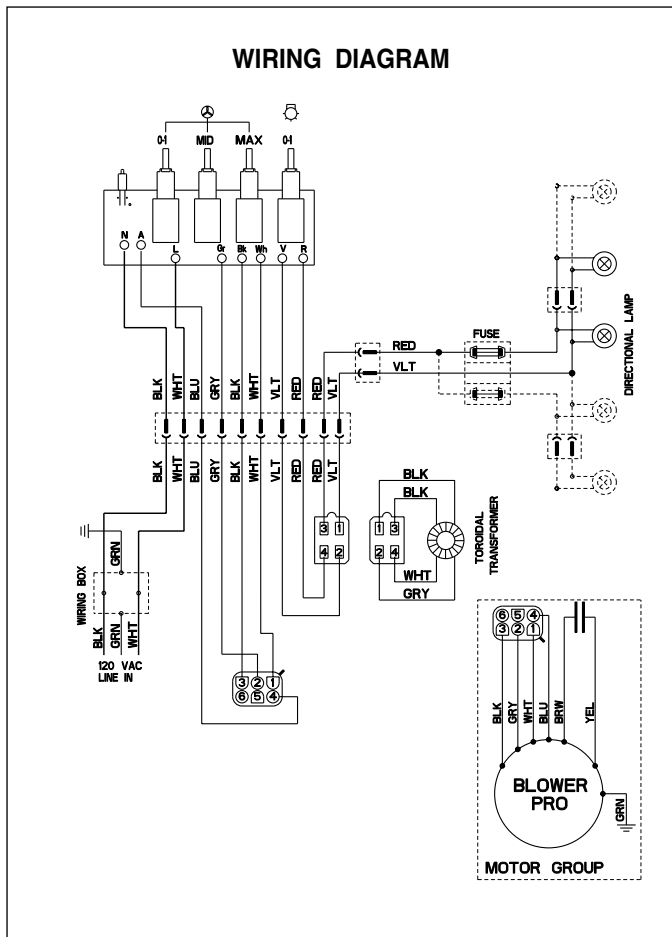 WIRING DIAGRAM
0-1 MID MAX 0-1
N A L Gr Bk Wh V R
BLK WHT BLU GRY BLK WHT VLT RED RED VLT
BLK WHT BLU GRY BLK WHT VLT RED RED VLT
RED
VLT
FUSE
DIRECTIONAL LAMP
3 1
4 2
1 3
2 4
BLK
BLK
WHT
GRY
TOROIDAL
TRANSFORMER
GRN
WIRING BOX
BLK GRN WHT
120 VAC
LINE IN
3 2 1
6 5 4
6 5 4
3 2 1
BLK GRY WHT BLU BRW YEL
BLOWER
PRO
GRN
MOTOR GROUP